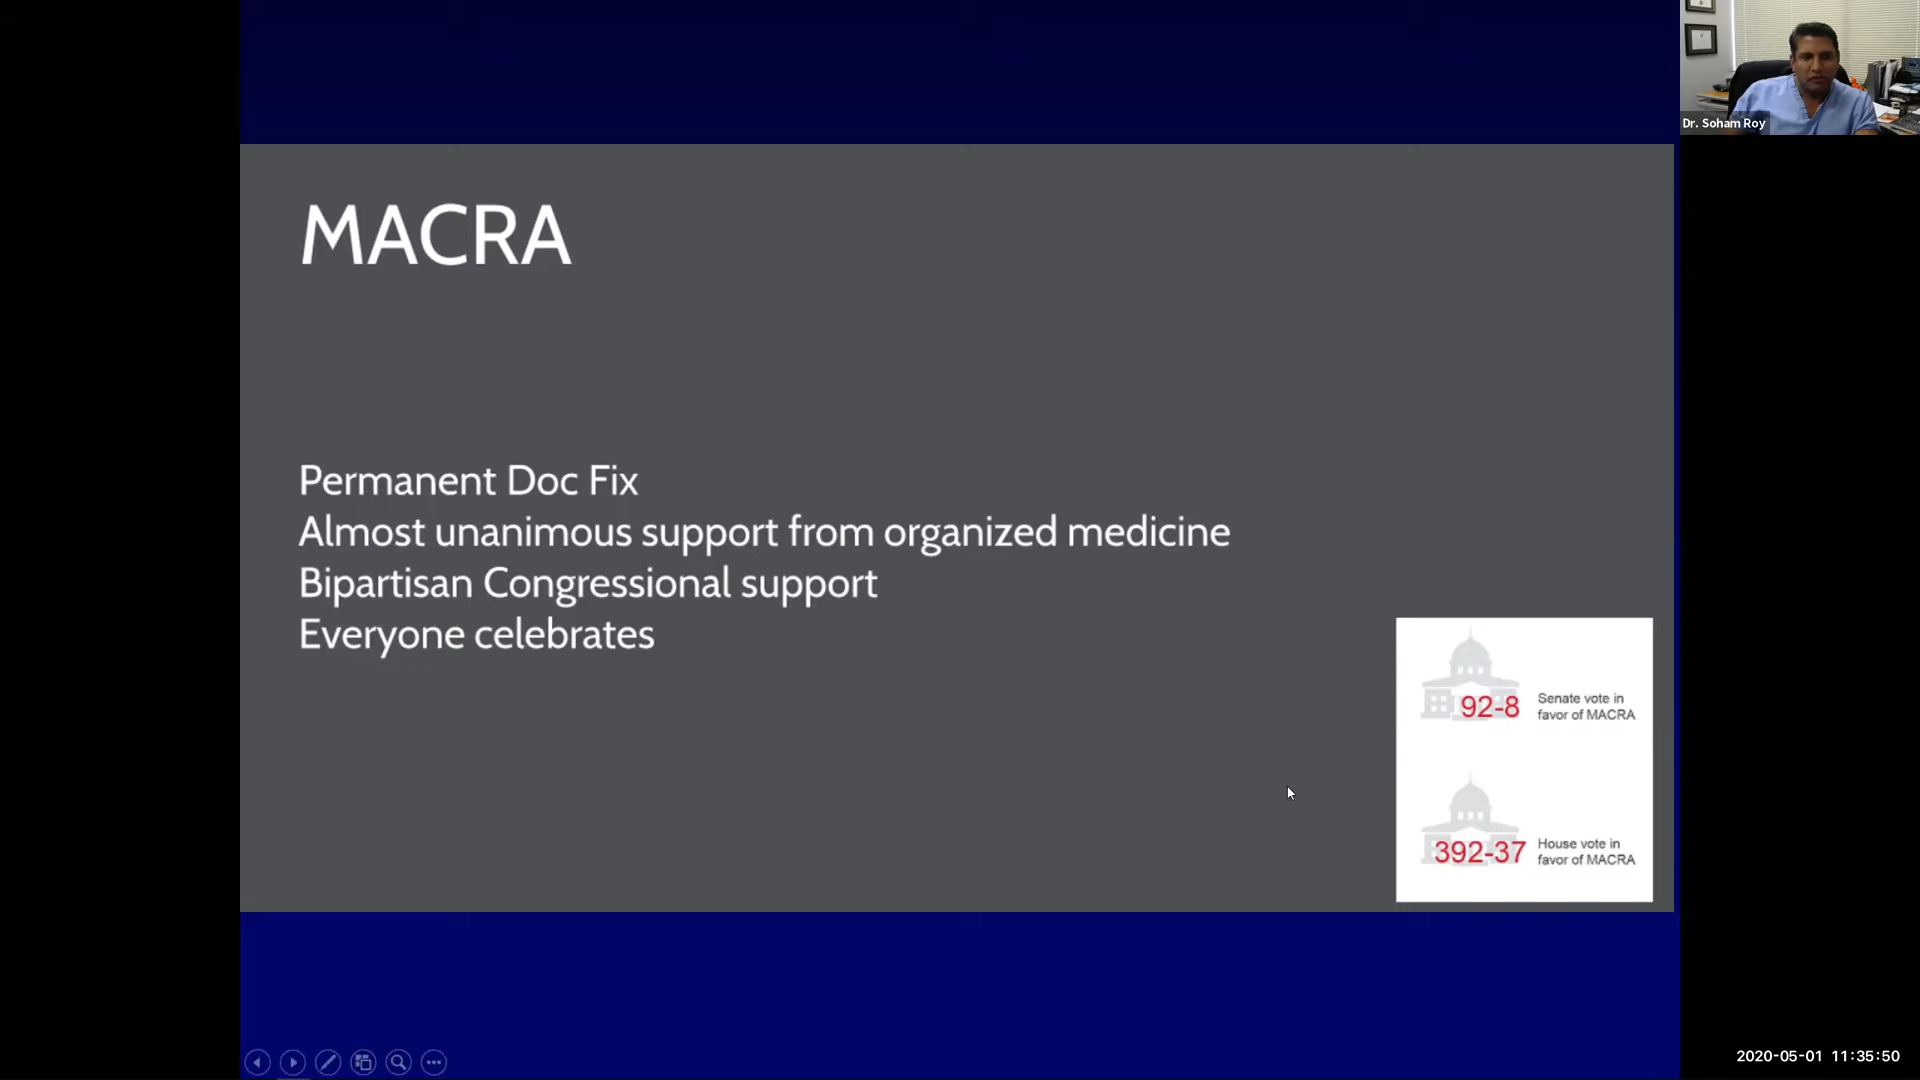 Dr. Soham Roy
MACRA
Permanent Doc Fix
Almost unanimous support from organized medicine
Bipartisan Congressional support
Everyone celebrates
92-8
Senate vote in
favor of MACRA
392-37
House vote in
favor of MACRA
2020-05-01 11:35:50